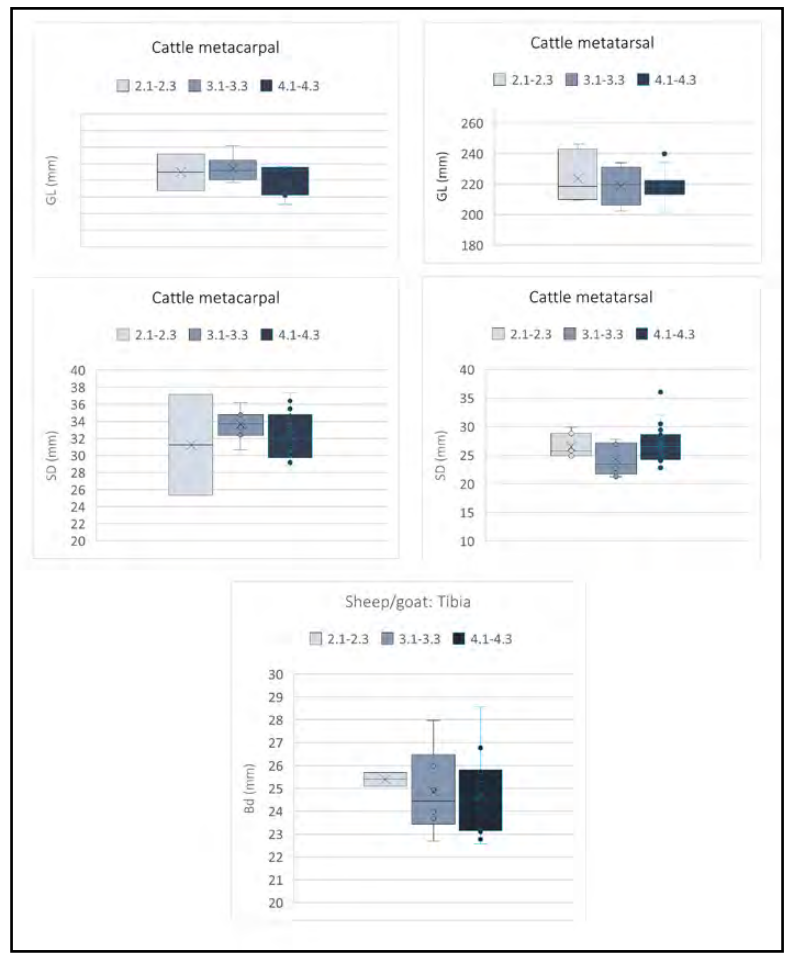 Cattle metacarpal
2.1-2.3 3.1-3.3 4.1-4.3
GL (mm)
Cattle metatarsal
2.1-2.3 3.1-3.3 4.1-4.3
GL (mm)
260
240
220
200
180
Cattle metacarpal
2.1-2.3 3.1-3.3 4.1-4.3
SD (mm)
40
38
36
34
32
30
28
26
24
22
20
Cattle metatarsal
2.1-2.3 3.1-3.3 4.1-4.3
SD (mm)
40
35
30
25
20
15
10
Sheep/goat: Tibia
2.1-2.3 3.1-3.3 4.1-4.3
Bd (mm)
30
29
28
27
26
25
24
23
22
21
20